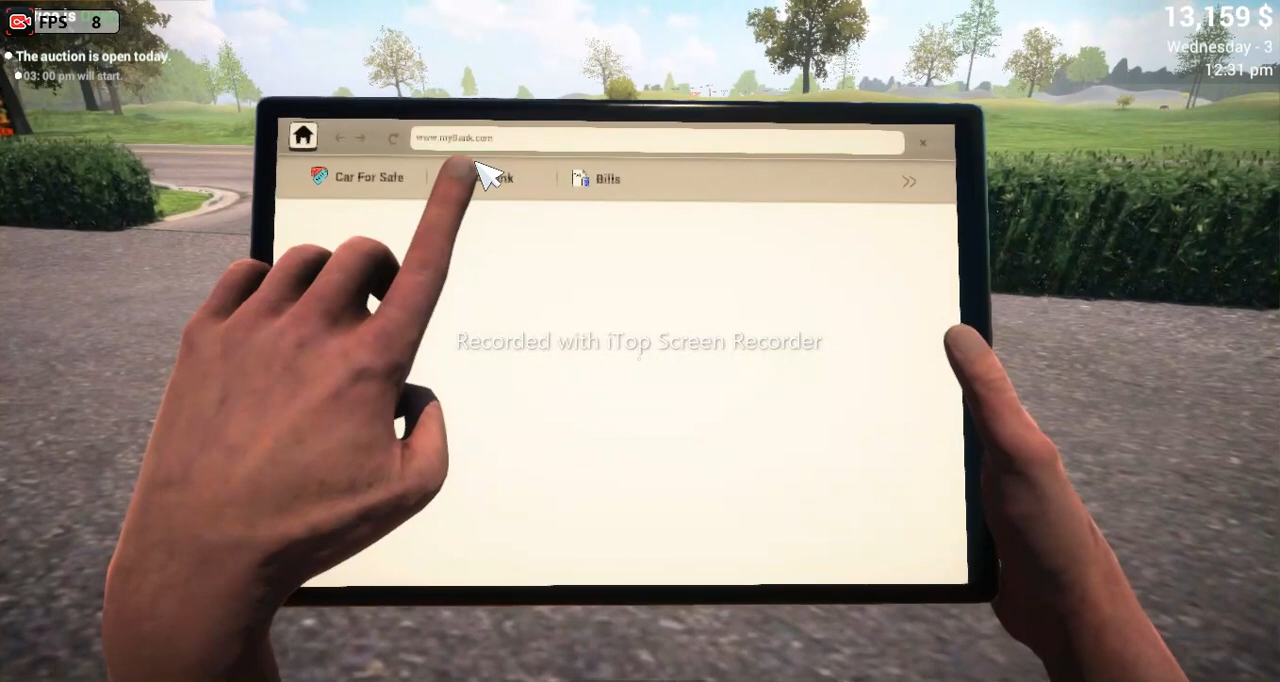 FPS 8
The auction is open today.
03:00 pm will start.
13,159 $
Wednesday - 3
12:31 pm
www.myBank.com
Car For Sale
Bills
Recorded with iTop Screen Recorder